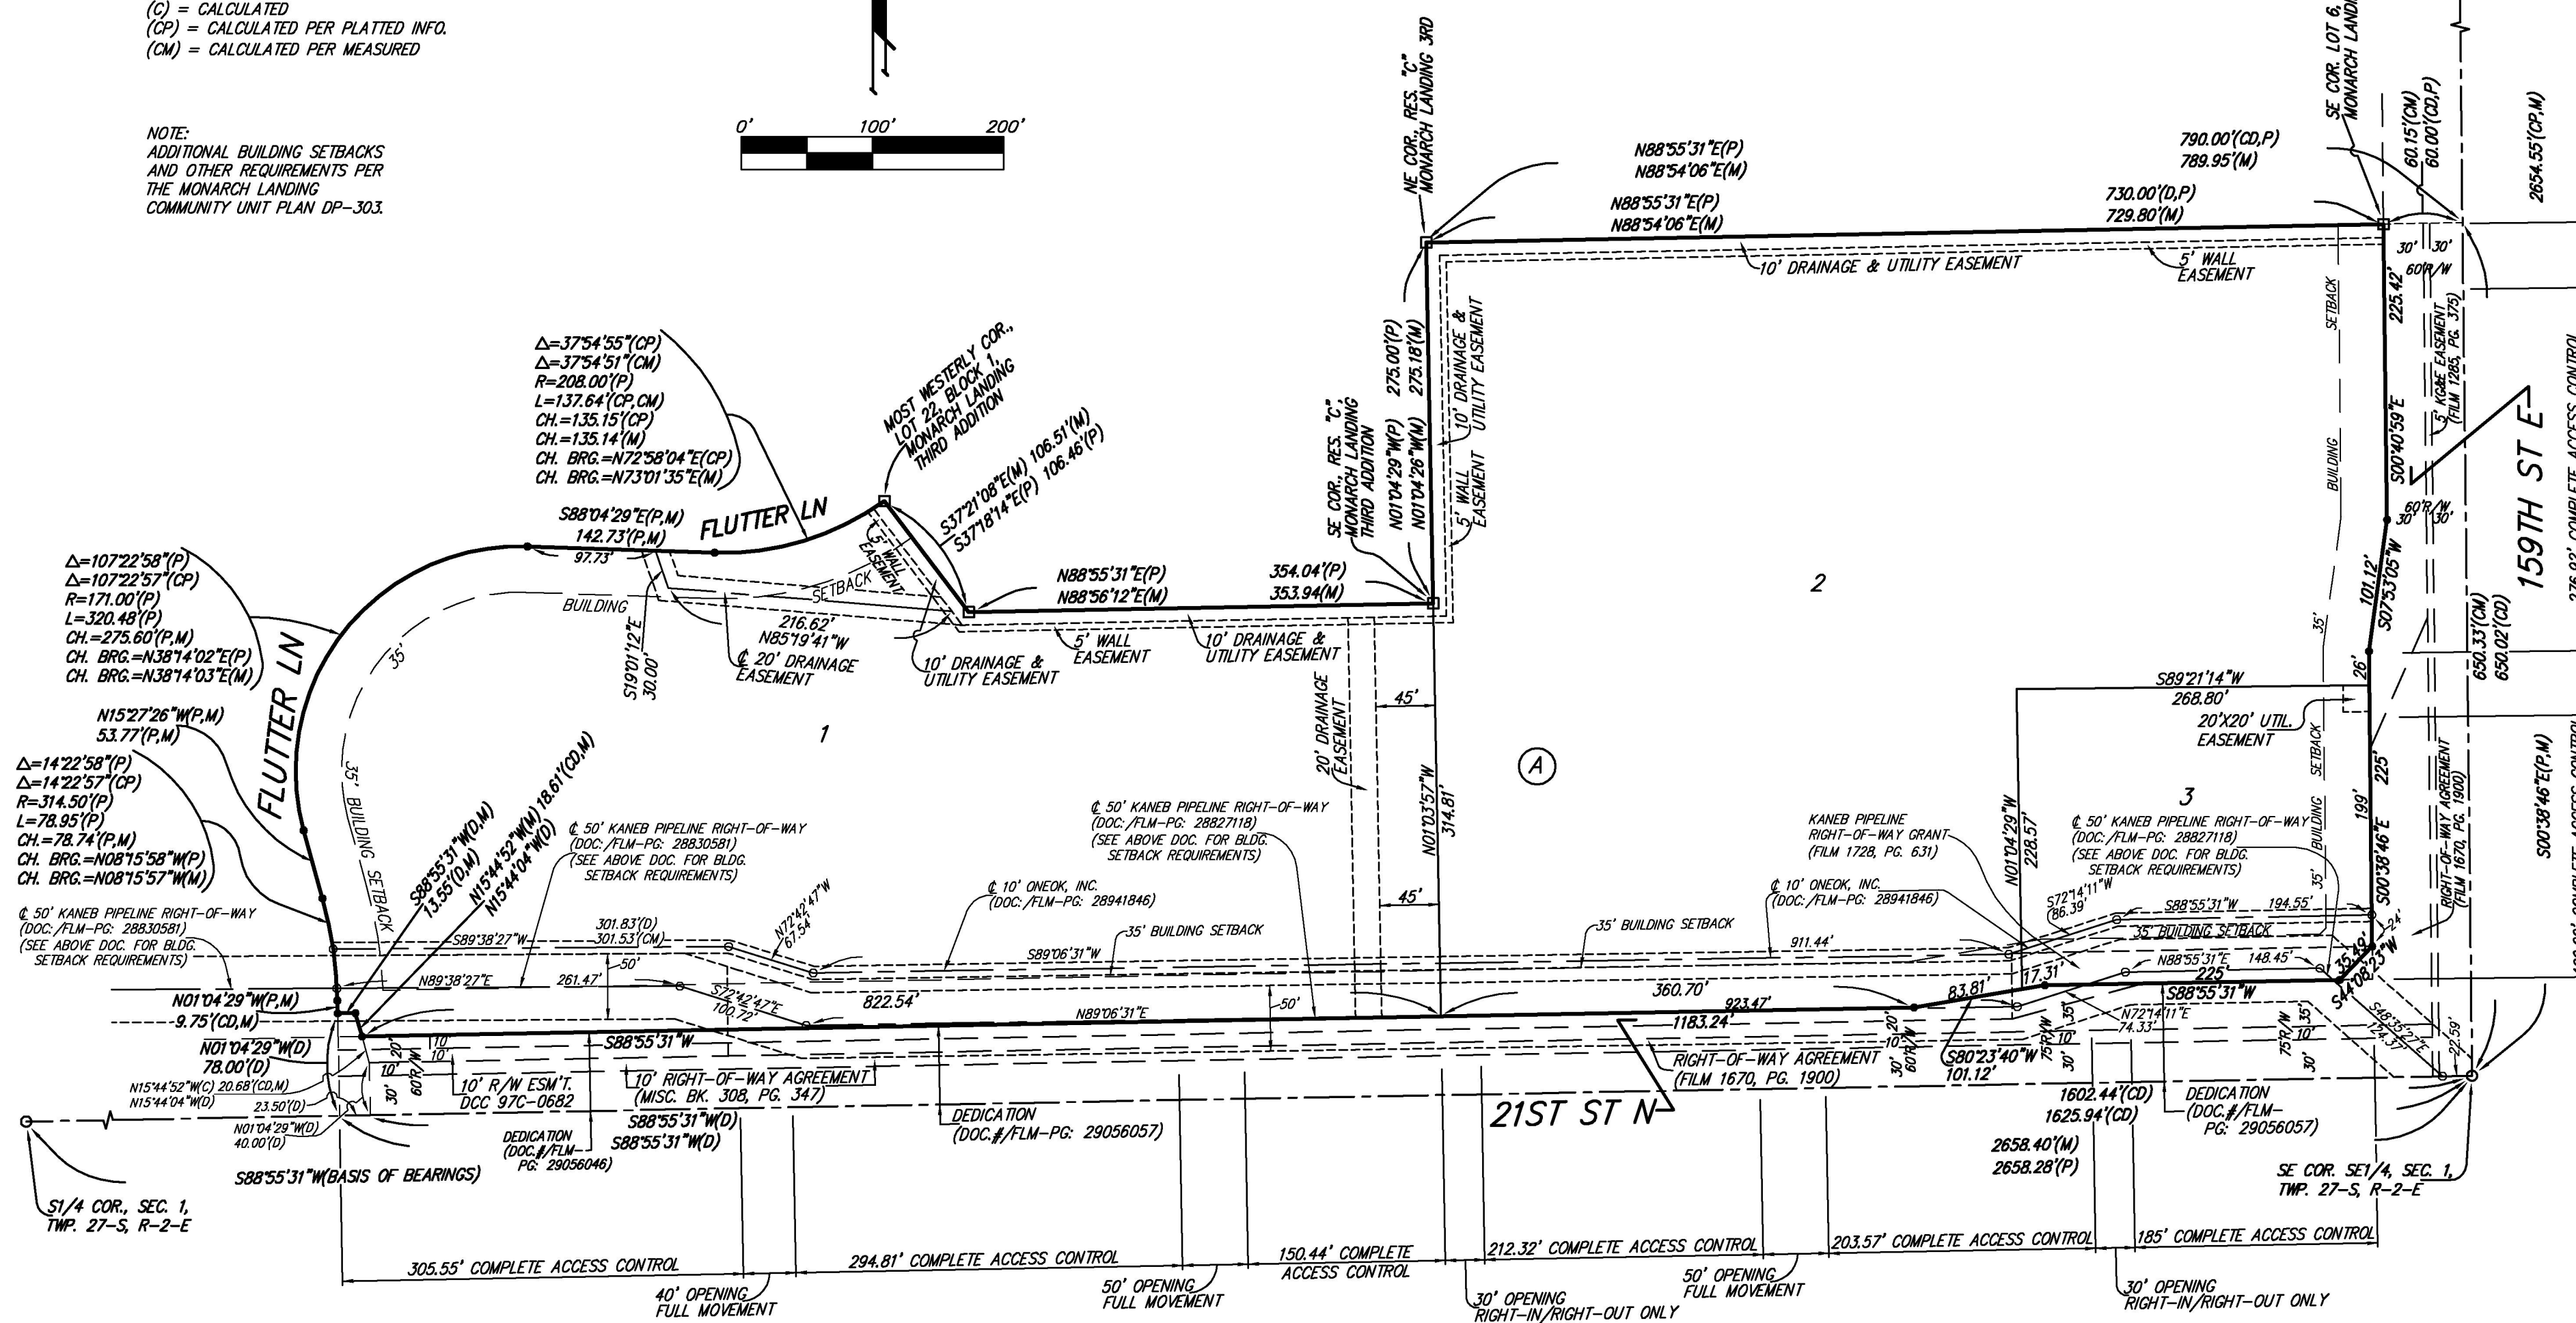 (C) = CALCULATED
(CP) = CALCULATED PER PLATTED INFO.
(CM) = CALCULATED PER MEASURED
NOTE:
ADDITIONAL BUILDING SETBACKS
AND OTHER REQUIREMENTS PER
THE MONARCH LANDING
COMMUNITY UNIT PLAN DP-303.
0' 100' 200'
NE COR., RES. "C"
MONARCH LANDING 3RD
N88°55'31"E(P)
N88°54'06"E(M)
790.00'(CD,P)
789.95'(M)
N88°55'31"E(P)
N88°54'06"E(M)
730.00'(D,P)
729.80'(M)
SE COR. LOT 6,
60.15'(CM)
60.00'(CD,P)
2654.55'(CP,M)
10' DRAINAGE & UTILITY EASEMENT
5' WALL
EASEMENT
30' 30'
60'R/W
225.42'
S00°40'59"E
5' KG&E EASEMENT
(FILM 1285, PG. 375)
BUILDING SETBACK
159TH ST E
Δ=37°54'55"(CP)
Δ=37°54'51"(CM)
R=208.00'(P)
L=137.64'(CP,CM)
CH.=135.15'(CP)
CH.=135.14'(M)
CH. BRG.=N72°58'04"E(CP)
CH. BRG.=N73°01'35"E(M)
MOST WESTERLY COR.,
LOT 22, BLOCK 1,
MONARCH LANDING
THIRD ADDITION
S37°21'08"E(M) 106.51'(M)
S37°18'14"E(P) 106.46'(P)
SE COR., RES. "C",
MONARCH LANDING
THIRD ADDITION
N01°04'29"W(P) 275.00'(P)
N01°04'26"W(M) 275.18'(M)
5' WALL
EASEMENT
10' DRAINAGE &
UTILITY EASEMENT
S88°04'29"E(P,M)
142.73'(P,M)
97.73'
FLUTTER LN
5' WALL
EASEMENT
N88°55'31"E(P)
N88°56'12"E(M)
354.04'(P)
353.94(M)
Δ=107°22'58"(P)
Δ=107°22'57"(CP)
R=171.00'(P)
L=320.48'(P)
CH.=275.60'(P,M)
CH. BRG.=N38°14'02"E(P)
CH. BRG.=N38°14'03"E(M)
FLUTTER LN
35'
BUILDING SETBACK
S19°01'12"E
30.00'
216.62'
N85°19'41"W
℄ 20' DRAINAGE
EASEMENT
10' DRAINAGE &
UTILITY EASEMENT
5' WALL
EASEMENT
10' DRAINAGE &
UTILITY EASEMENT
1
2
3
A
60'R/W
30' 30'
101.12'
S07°53'05"W
26'
35'
650.33'(CM)
650.02'(CD)
S89°21'14"W
268.80'
20'X20' UTIL.
EASEMENT
N15°27'26"W(P,M)
53.77'(P,M)
Δ=14°22'58"(P)
Δ=14°22'57"(CP)
R=314.50'(P)
L=78.95'(P)
CH.=78.74'(P,M)
CH. BRG.=N08°15'58"W(P)
CH. BRG.=N08°15'57"W(M)
35' BUILDING SETBACK
S88°55'31"W(D,M)
13.55'(D,M)
N15°44'52"W(M) 18.61'(CD,M)
N15°44'04"W(D)
20' DRAINAGE
EASEMENT
45'
45'
N01°03'57"W
314.81'
℄ 50' KANEB PIPELINE RIGHT-OF-WAY
(DOC:/FLM-PG: 28830581)
(SEE ABOVE DOC. FOR BLDG.
SETBACK REQUIREMENTS)
℄ 50' KANEB PIPELINE RIGHT-OF-WAY
(DOC:/FLM-PG: 28830581)
(SEE ABOVE DOC. FOR BLDG.
SETBACK REQUIREMENTS)
℄ 10' ONEOK, INC.
(DOC:/FLM-PG: 28941846)
℄ 50' KANEB PIPELINE RIGHT-OF-WAY
(DOC:/FLM-PG: 28827118)
(SEE ABOVE DOC. FOR BLDG.
SETBACK REQUIREMENTS)
KANEB PIPELINE
RIGHT-OF-WAY GRANT
(FILM 1728, PG. 631)
℄ 10' ONEOK, INC.
(DOC:/FLM-PG: 28941846)
N01°04'29"W
228.57'
℄ 50' KANEB PIPELINE RIGHT-OF-WAY
(DOC:/FLM-PG: 28827118)
(SEE ABOVE DOC. FOR BLDG.
SETBACK REQUIREMENTS)
BUILDING SETBACK
35'
199'
225'
S00°38'46"E
RIGHT-OF-WAY AGREEMENT
(FILM 1670, PG. 1900)
S00°38'46"E(P,M)
S89°38'27"W
301.83'(D)
301.53'(CM)
N72°42'47"W
67.54'
S89°06'31"W
35' BUILDING SETBACK
35' BUILDING SETBACK
911.44'
S72°14'11"W
(86.39')
S88°55'31"W 194.55'
35' BUILDING SETBACK
24'
35.49'
S44°08'23"W
N89°38'27"E
261.47'
50'
S72°42'47"E
100.72'
822.54'
N89°06'31"E
50'
360.70'
923.47'
1183.24'
83.81'
17.31'
N88°55'31"E 148.45'
225'
S88°55'31"W
N72°14'11"E
74.33'
S48°35'27"E
124.37'
22.59'
N01°04'29"W(P,M)
9.75'(CD,M)
N01°04'29"W(D)
78.00'(D)
N15°44'52"W(C) 20.68'(CD,M)
N15°44'04"W(D)
23.50'(D)
N01°04'29"W(D)
40.00'(D)
10' 20'
10'
10'
30'
60'R/W
10' R/W ESM'T.
DCC 97C-0682
S88°55'31"W
10' RIGHT-OF-WAY AGREEMENT
(MISC. BK. 308, PG. 347)
S88°55'31"W(D)
S88°55'31"W(D)
DEDICATION
(DOC.#/FLM-
PG: 29056046)
DEDICATION
(DOC.#/FLM-PG: 29056057)
21ST ST N
RIGHT-OF-WAY AGREEMENT
(FILM 1670, PG. 1900)
20'
10'
30'
60'R/W
S80°23'40"W
101.12'
35'
10'
30'
75'R/W
35'
10'
30'
75'R/W
1602.44'(CD)
1625.94'(CD)
2658.40'(M)
2658.28'(P)
DEDICATION
(DOC.#/FLM-
PG: 29056057)
S88°55'31"W(BASIS OF BEARINGS)
S1/4 COR., SEC. 1,
TWP. 27-S, R-2-E
SE COR. SE1/4, SEC. 1,
TWP. 27-S, R-2-E
305.55' COMPLETE ACCESS CONTROL
40' OPENING
FULL MOVEMENT
294.81' COMPLETE ACCESS CONTROL
50' OPENING
FULL MOVEMENT
150.44' COMPLETE
ACCESS CONTROL
30' OPENING
RIGHT-IN/RIGHT-OUT ONLY
212.32' COMPLETE ACCESS CONTROL
50' OPENING
FULL MOVEMENT
203.57' COMPLETE ACCESS CONTROL
30' OPENING
RIGHT-IN/RIGHT-OUT ONLY
185' COMPLETE ACCESS CONTROL